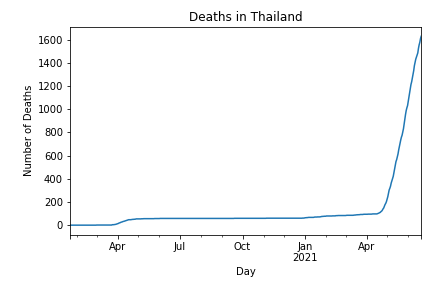 Deaths in Thailand
Number of Deaths
1600
1400
1200
1000
800
600
400
200
0
Apr
Jul
Oct
Jan
2021
Apr
Day